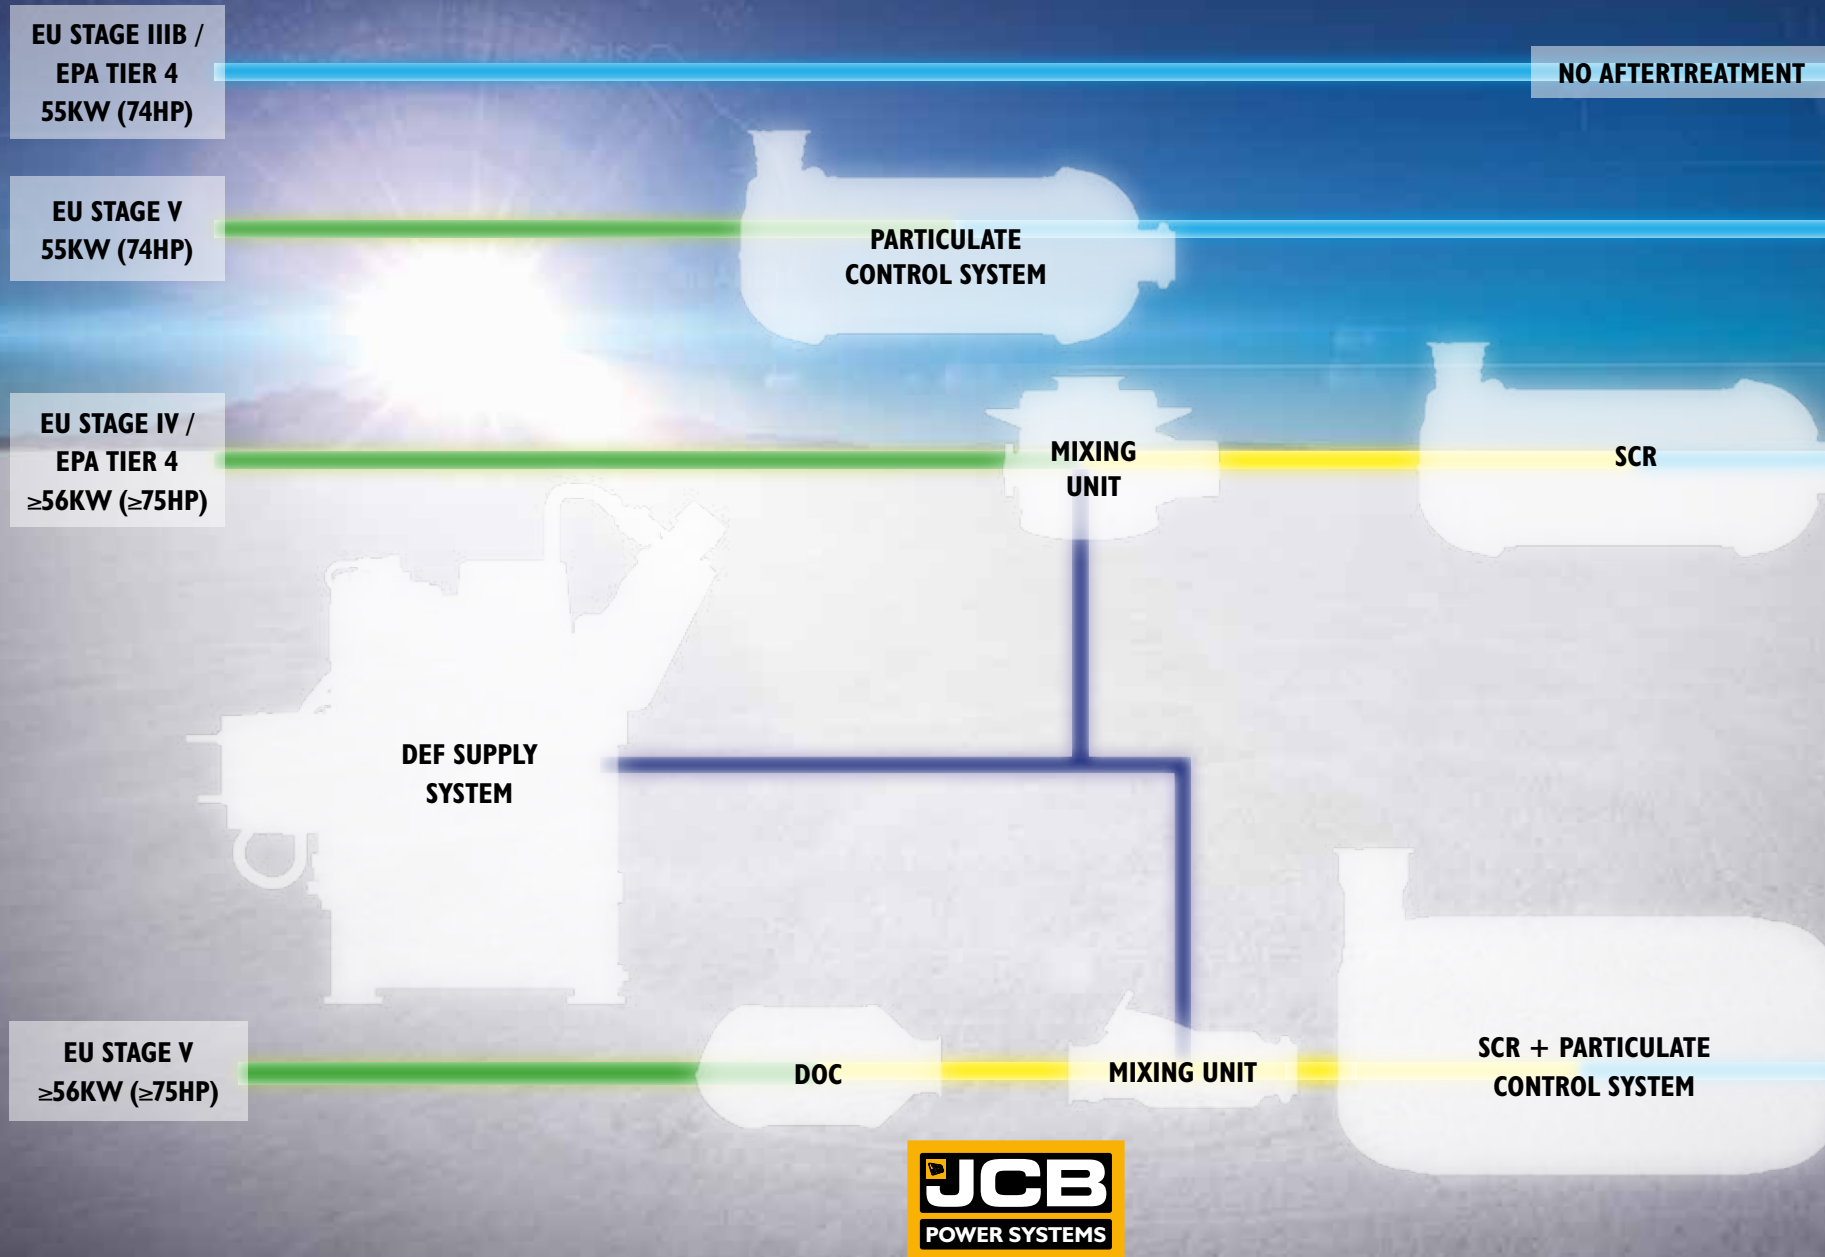 EU STAGE IIIB /
EPA TIER 4
55KW (74HP)
NO AFTERTREATMENT
EU STAGE V
55KW (74HP)
PARTICULATE
CONTROL SYSTEM
EU STAGE IV /
EPA TIER 4
≥56KW (≥75HP)
MIXING
UNIT
SCR
DEF SUPPLY
SYSTEM
EU STAGE V
≥56KW (≥75HP)
DOC
MIXING UNIT
SCR + PARTICULATE
CONTROL SYSTEM
JCB
POWER SYSTEMS